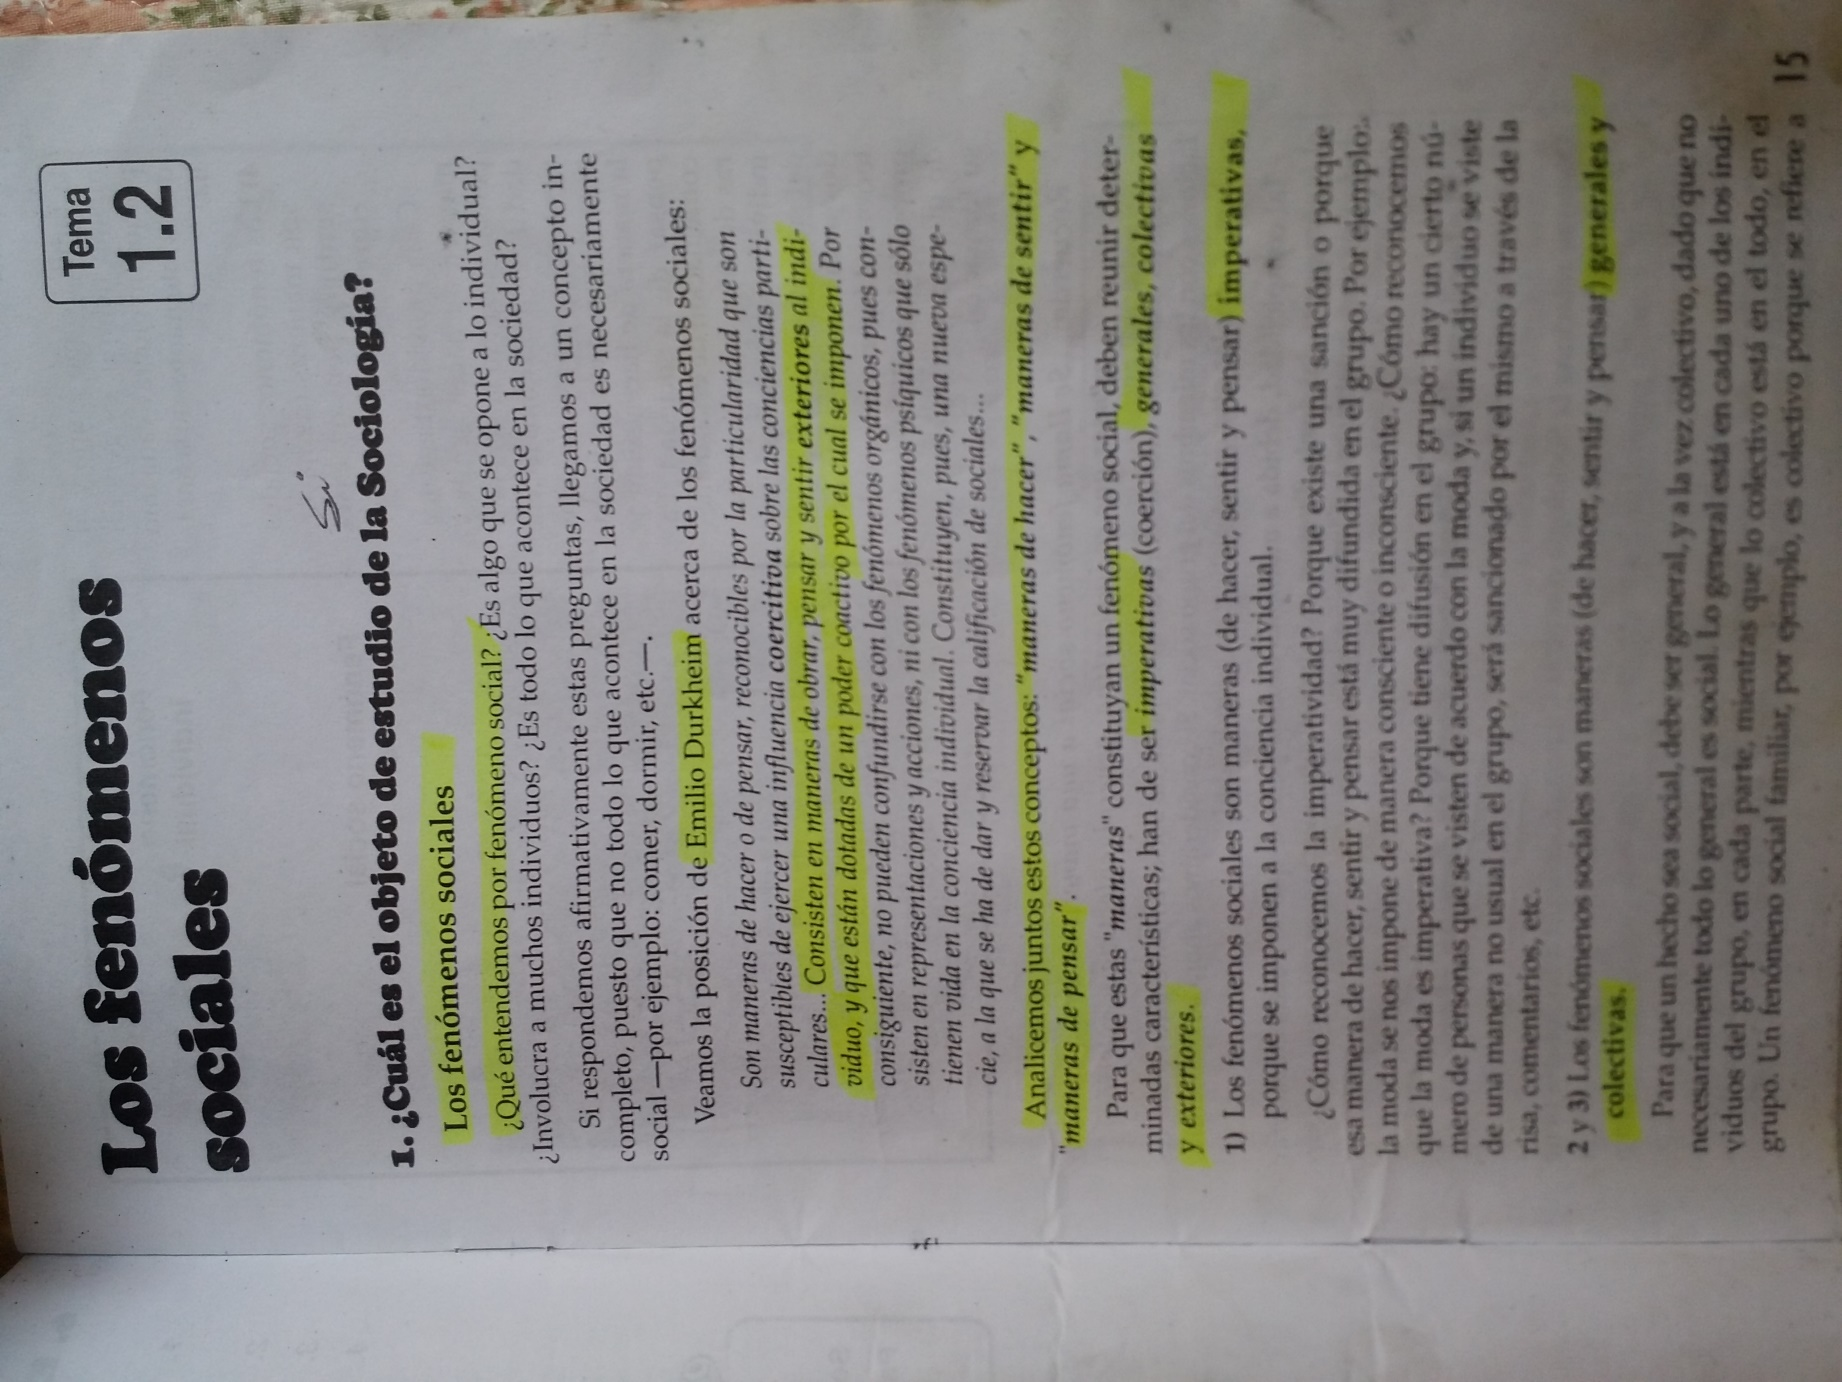 Tema
1.2
Los fenómenos
sociales
Si
1. ¿Cuál es el objeto de estudio de la Sociología?
Los fenómenos sociales
¿Qué entendemos por fenómeno social? ¿Es algo que se opone a lo individual?
¿Involucra a muchos individuos? ¿Es todo lo que acontece en la sociedad?
Si respondemos afirmativamente estas preguntas, llegamos a un concepto in-
completo, puesto que no todo lo que acontece en la sociedad es necesariamente
social —por ejemplo: comer, dormir, etc.—.
Veamos la posición de Emilio Durkheim acerca de los fenómenos sociales:
Son maneras de hacer o de pensar, reconocibles por la particularidad que son
susceptibles de ejercer una influencia coercitiva sobre las conciencias parti-
culares... Consisten en maneras de obrar, pensar y sentir exteriores al indi-
viduo, y que están dotadas de un poder coactivo por el cual se imponen. Por
consiguiente, no pueden confundirse con los fenómenos orgánicos, pues con-
sisten en representaciones y acciones, ni con los fenómenos psíquicos que sólo
tienen vida en la conciencia individual. Constituyen, pues, una nueva espe-
cie, a la que se ha de dar y reservar la calificación de sociales...
Analicemos juntos estos conceptos: "maneras de hacer", "maneras de sentir" y
"maneras de pensar".
Para que estas "maneras" constituyan un fenómeno social, deben reunir deter-
minadas características; han de ser imperativas (coerción), generales, colectivas
y exteriores.
1) Los fenómenos sociales son maneras (de hacer, sentir y pensar) imperativas,
porque se imponen a la conciencia individual.
¿Cómo reconocemos la imperatividad? Porque existe una sanción o porque
esa manera de hacer, sentir y pensar está muy difundida en el grupo. Por ejemplo:
la moda se nos impone de manera consciente o inconsciente. ¿Cómo reconocemos
que la moda es imperativa? Porque tiene difusión en el grupo: hay un cierto nú-
mero de personas que se visten de acuerdo con la moda y, si un individuo se viste
de una manera no usual en el grupo, será sancionado por el mismo a través de la
risa, comentarios, etc.
2 y 3) Los fenómenos sociales son maneras (de hacer, sentir y pensar) generales y
colectivas.
Para que un hecho sea social, debe ser general, y a la vez colectivo, dado que no
necesariamente todo lo general es social. Lo general está en cada uno de los indi-
viduos del grupo, en cada parte, mientras que lo colectivo está en el todo, en el
grupo. Un fenómeno social familiar, por ejemplo, es colectivo porque se refiere a
15